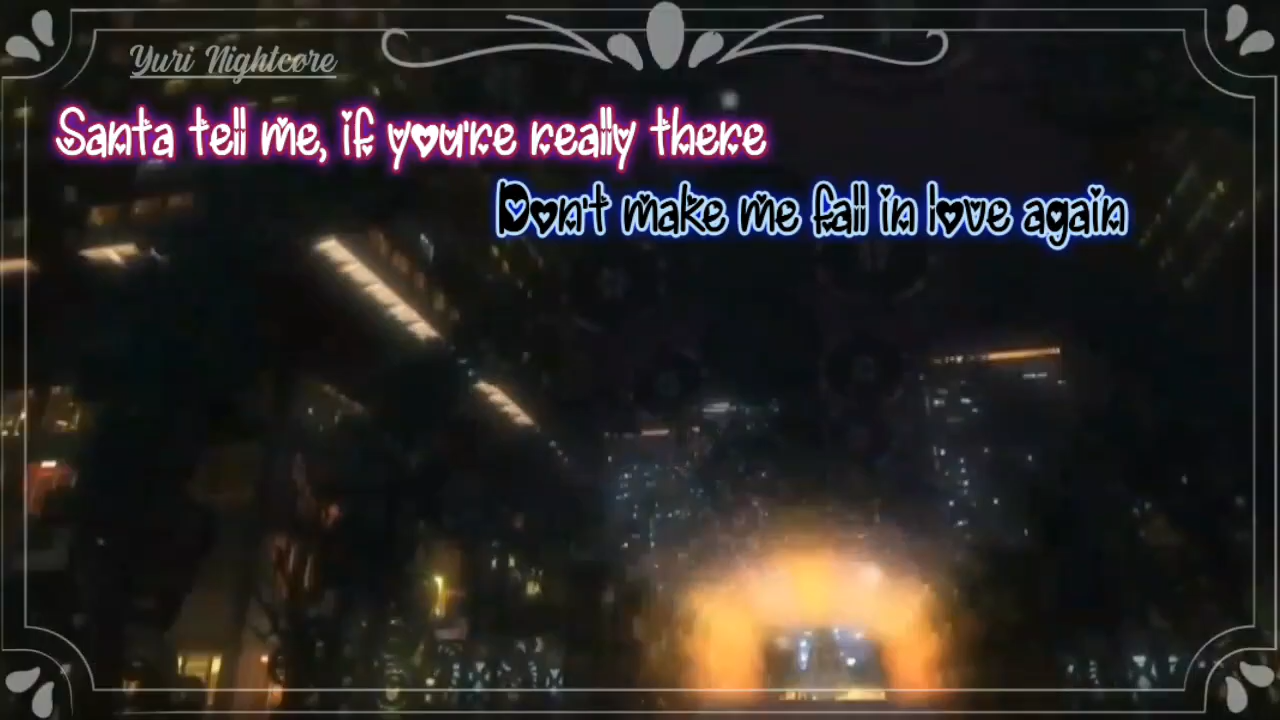 Yuri Nightcore
Santa tell me, if you're really there
Don't make me fall in love again